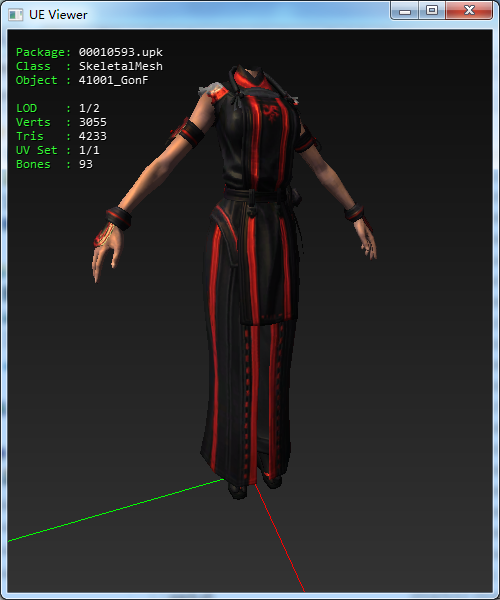 UE Viewer
Package: 00010593.upk
Class : SkeletalMesh
Object : 41001_GonF
LOD : 1/2
Verts : 3055
Tris : 4233
UV Set : 1/1
Bones : 93